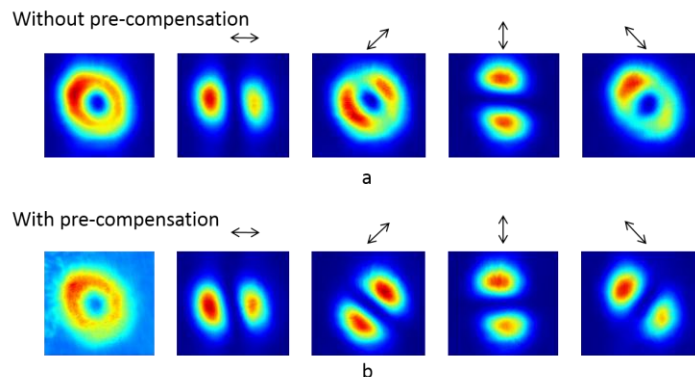 Without pre-compensation
a
With pre-compensation
b